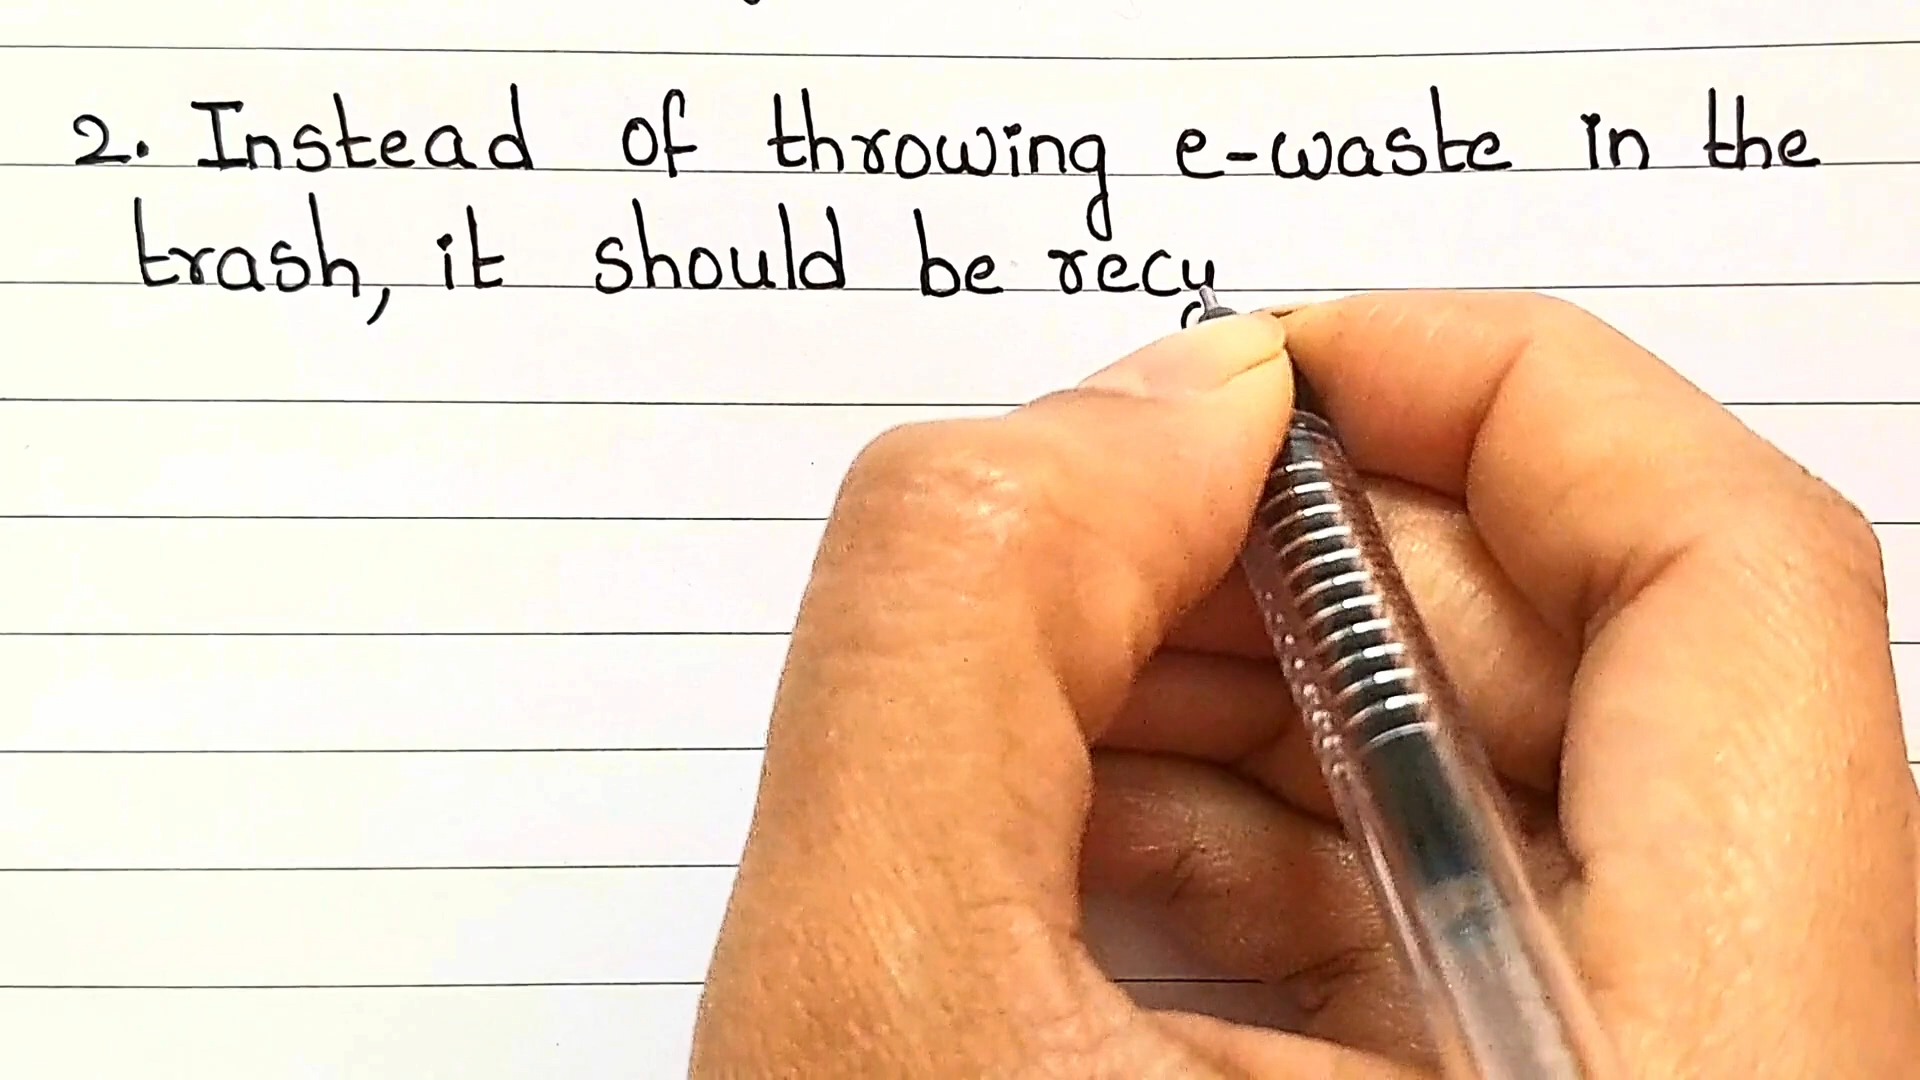 2. Instead of throwing e-waste in the
trash, it should be recy